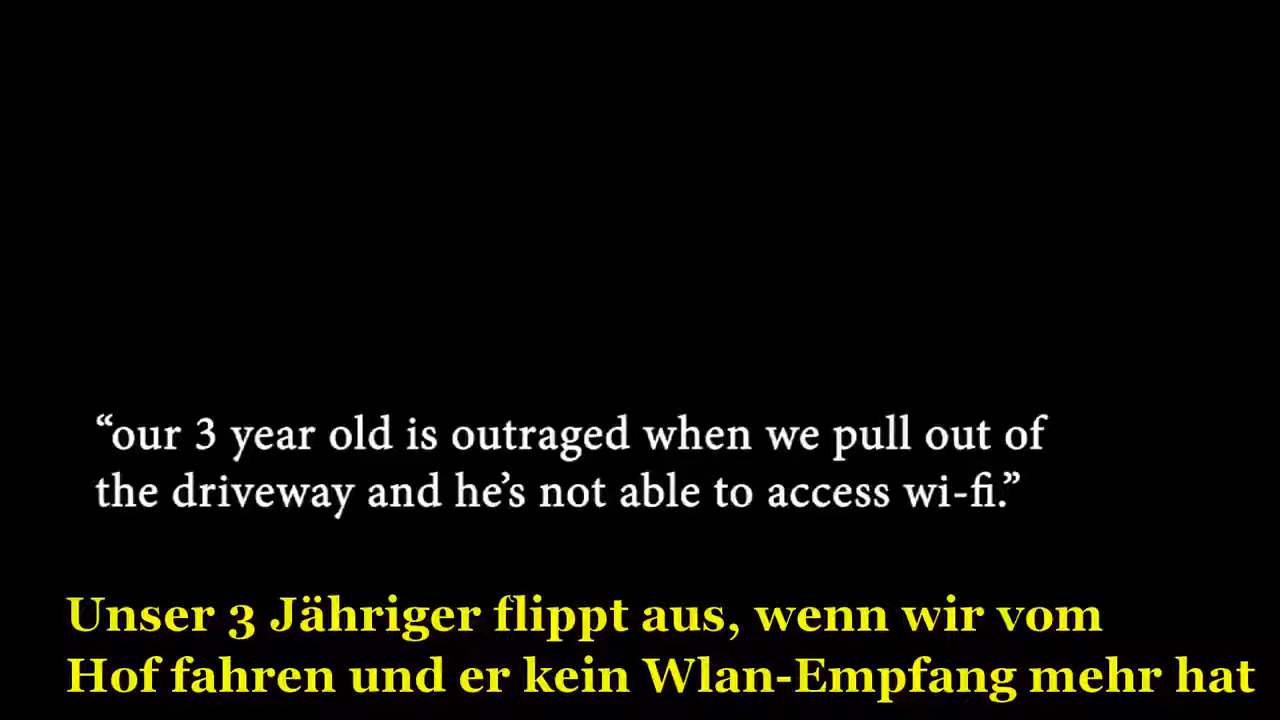 “our 3 year old is outraged when we pull out of
the driveway and he’s not able to access wi-fi.”
Unser 3 Jähriger flippt aus, wenn wir vom
Hof fahren und er kein Wlan-Empfang mehr hat